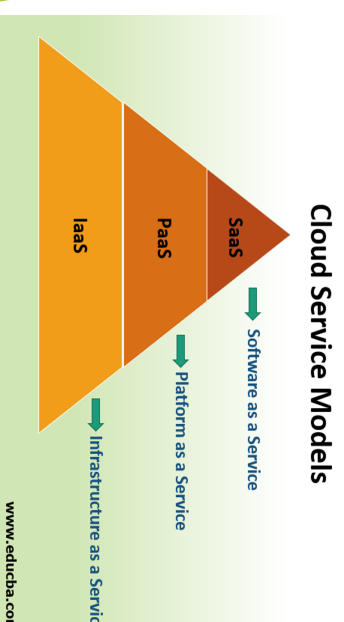 Cloud Service Models
SaaS
Software as a Service
PaaS
Platform as a Service
IaaS
Infrastructure as a Servic
www.educba.co